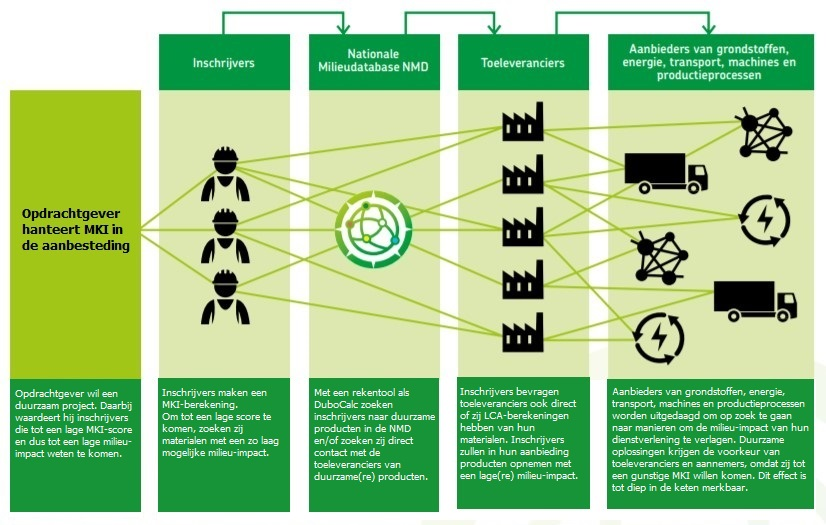 Inschrijvers
Nationale
Milieudatabase NMD
Toeleveranciers
Aanbieders van grondstoffen,
energie, transport, machines en
productieprocessen
Opdrachtgever
hanteert MKI in
de aanbesteding
Opdrachtgever wil een
duurzaam project. Daarbij
waardeert hij inschrijvers
die tot een lage MKI-score
en dus tot een lage milieu-
impact weten te komen.
Inschrijvers maken een
MKI-berekening.
Om tot een lage score te
komen, zoeken zij
materialen met een zo laag
mogelijke milieu-impact.
Met een rekentool als
DuboCalc zoeken
inschrijvers naar duurzame
producten in de NMD
en/of zoeken zij direct
contact met de
toeleveranciers van
duurzame(re) producten.
Inschrijvers bevragen
toeleveranciers ook direct
of zij LCA-berekeningen
hebben van hun
materialen. Inschrijvers
zullen in hun aanbieding
producten opnemen met
een lage(re) milieu-impact.
Aanbieders van grondstoffen, energie,
transport, machines en productieprocessen
worden uitgedaagd om op zoek te gaan
naar manieren om de milieu-impact van hun
dienstverlening te verlagen. Duurzame
oplossingen krijgen de voorkeur van
toeleveranciers en aannemers, omdat zij tot
een gunstige MKI willen komen. Dit effect is
tot diep in de keten merkbaar.